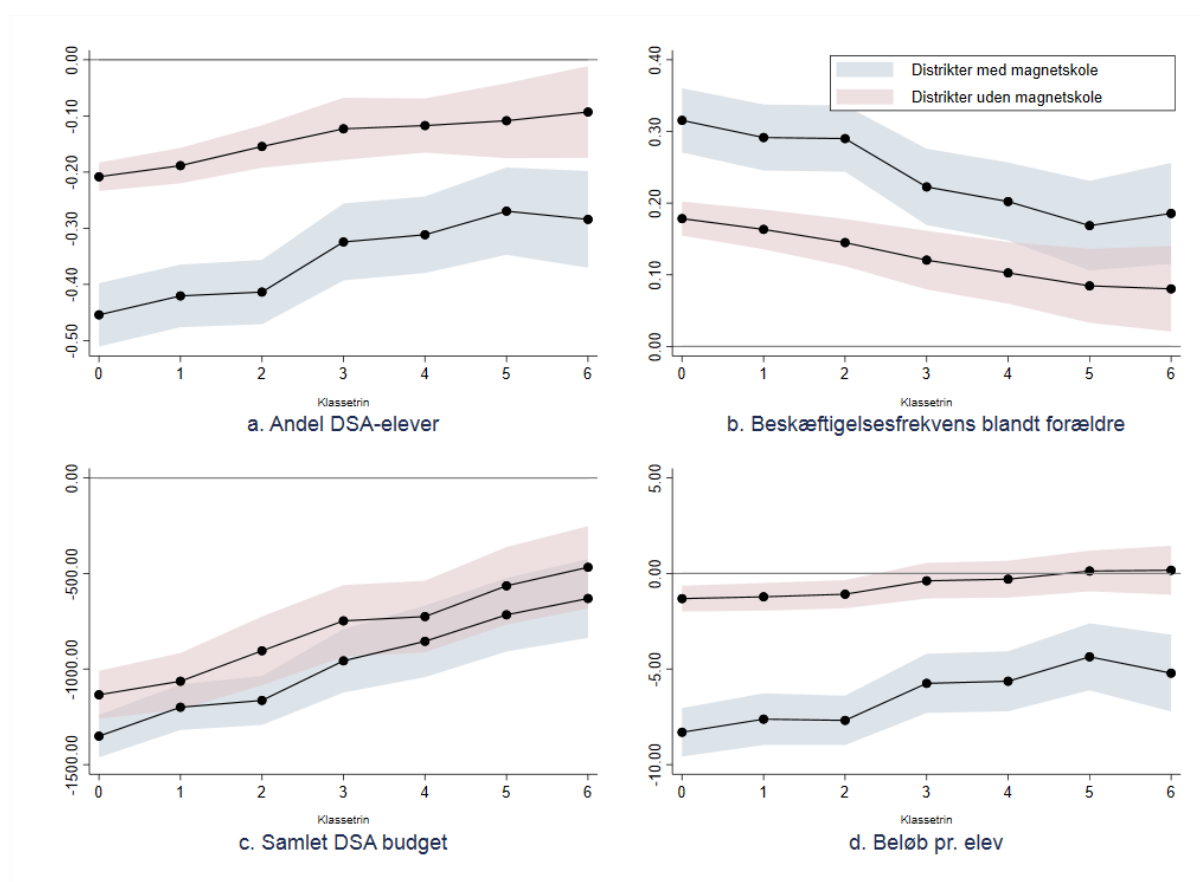 0.00
-0.10
-0.20
-0.30
-0.40
-0.50
0 1 2 3 4 5 6
Klassetrin
a. Andel DSA-elever
0.40
0.30
0.20
0.10
0.00
Distrikter med magnetskole
Distrikter uden magnetskole
0 1 2 3 4 5 6
Klassetrin
b. Beskæftigelsesfrekvens blandt forældre
0.00
-500.00
-1000.00
-1500.00
0 1 2 3 4 5 6
Klassetrin
c. Samlet DSA budget
5.00
0.00
-5.00
-10.00
0 1 2 3 4 5 6
Klassetrin
d. Beløb pr. elev